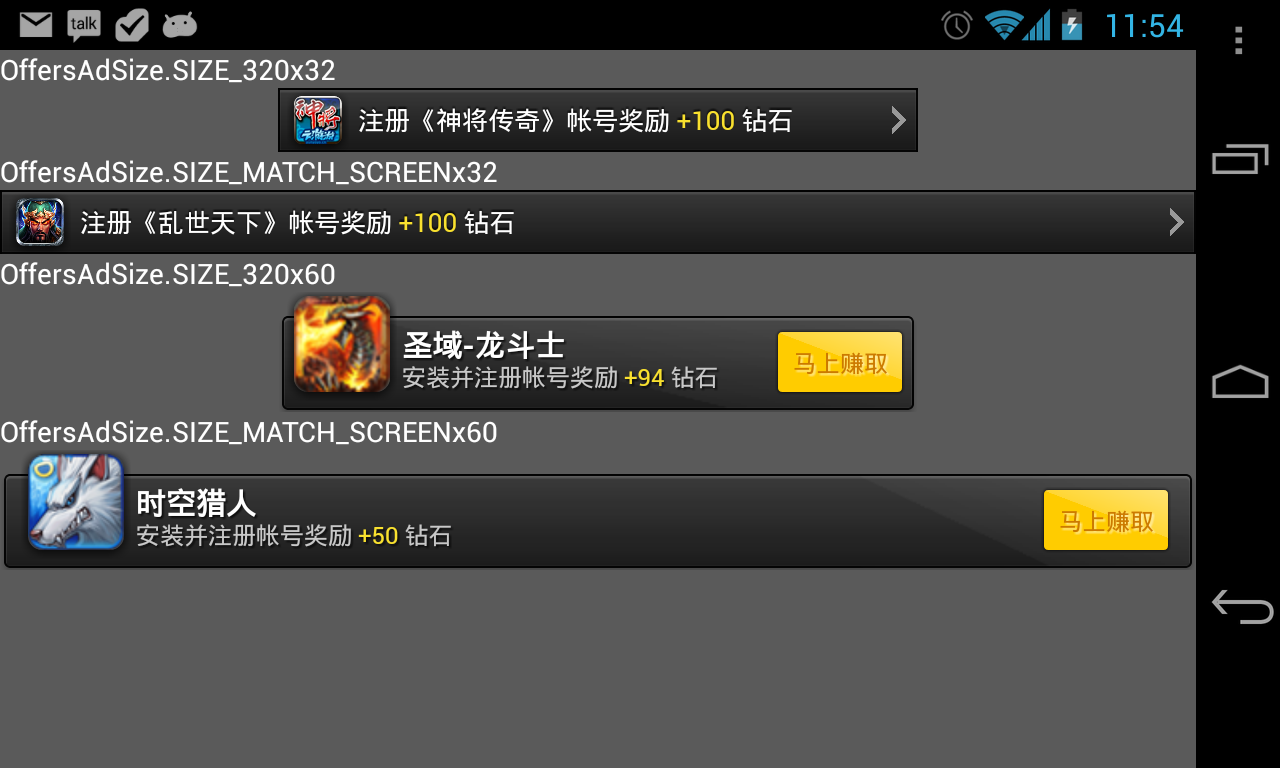 talk
11:54
OffersAdSize.SIZE_320x32
神将
注册《神将传奇》帐号奖励 +100 钻石
OffersAdSize.SIZE_MATCH_SCREENx32
注册《乱世天下》帐号奖励 +100 钻石
OffersAdSize.SIZE_320x60
圣域-龙斗士
安装并注册帐号奖励 +94 钻石
马上赚取
OffersAdSize.SIZE_MATCH_SCREENx60
时空猎人
安装并注册帐号奖励 +50 钻石
马上赚取